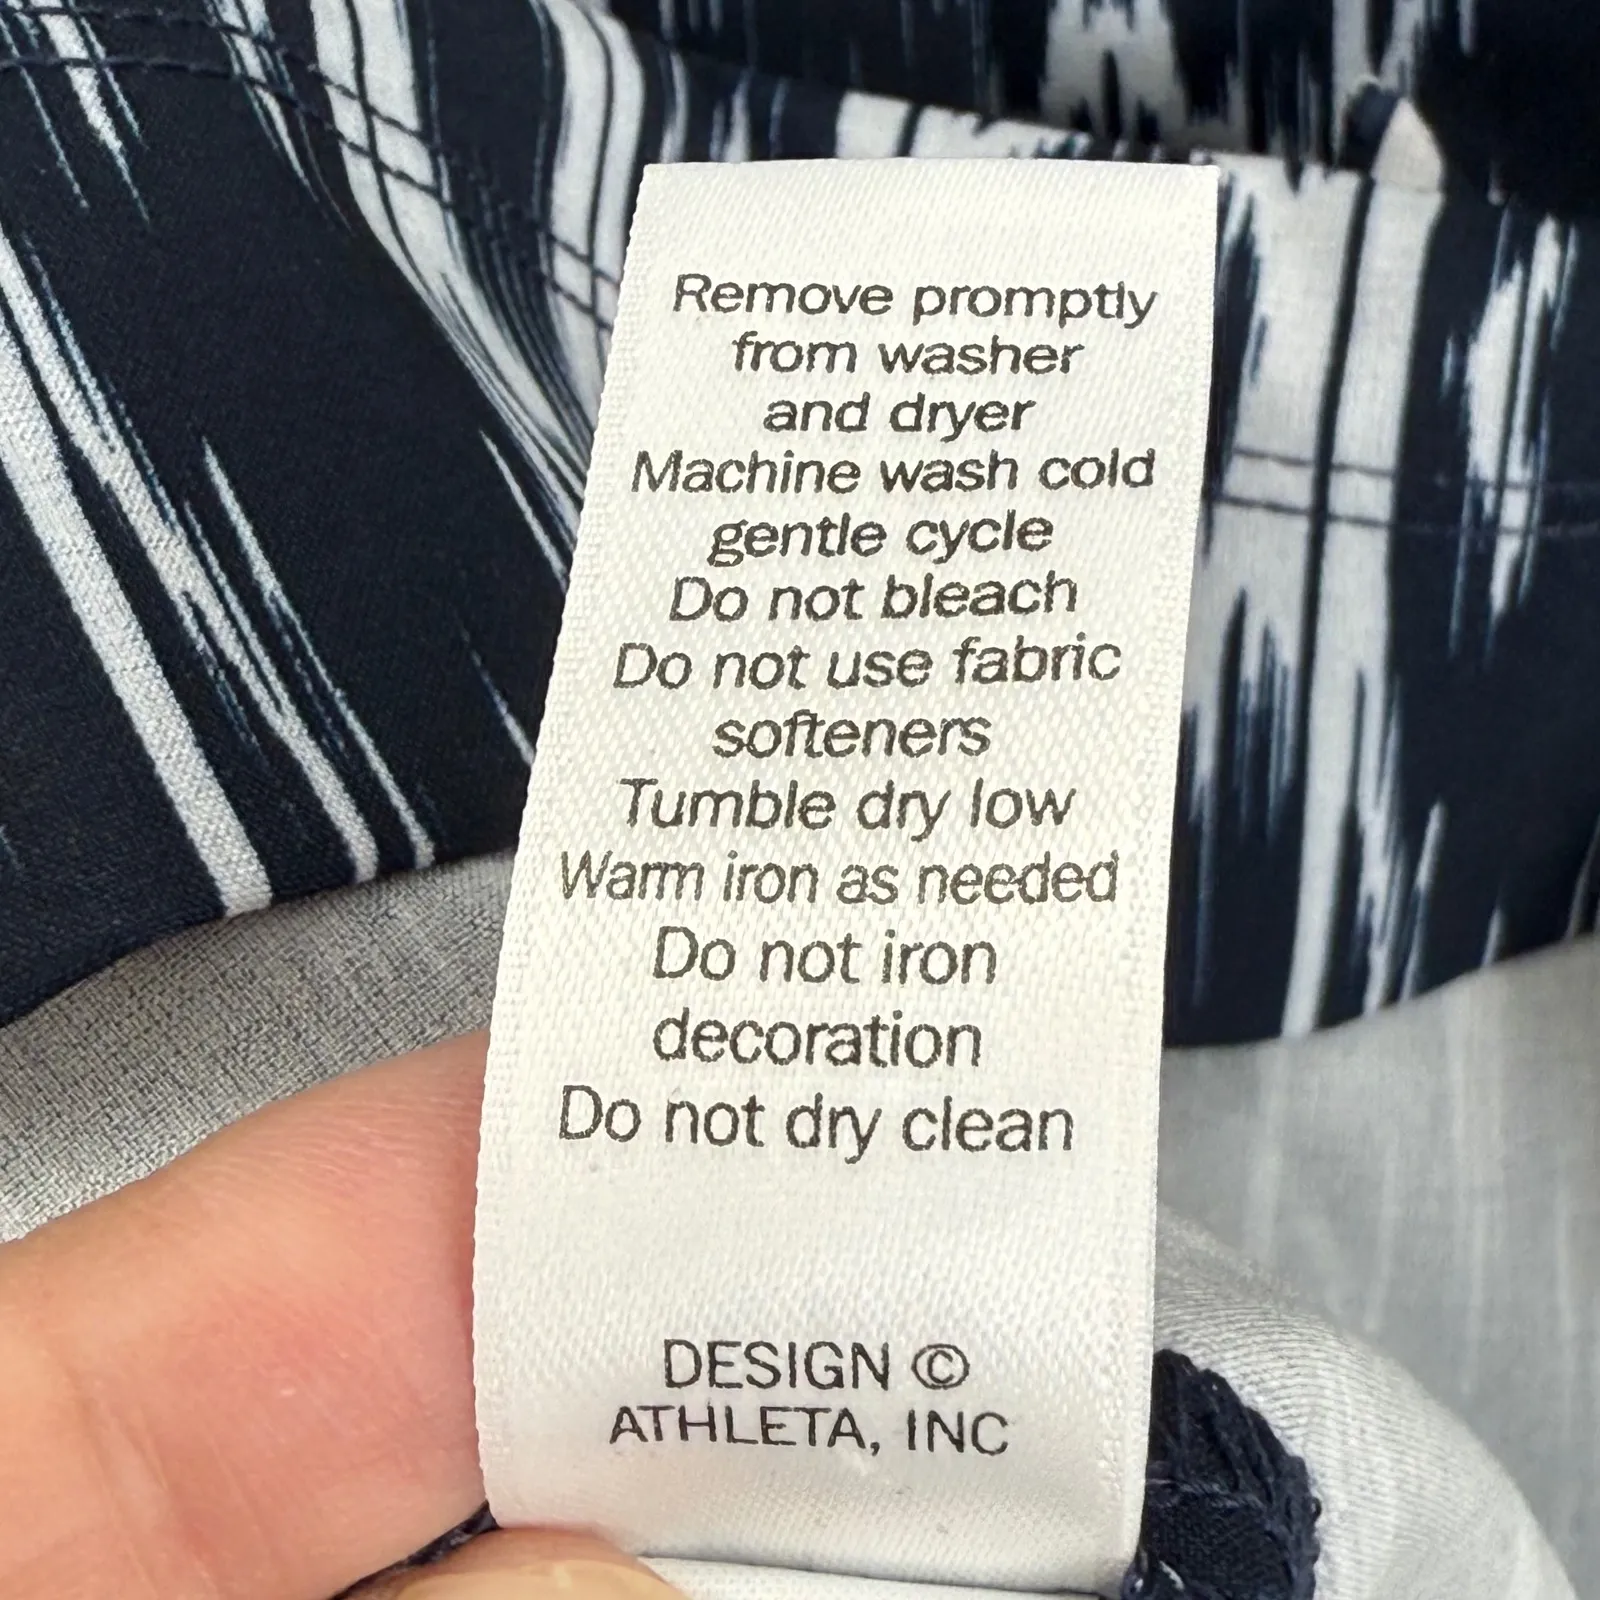 Remove promptly
from washer
and dryer
Machine wash cold
gentle cycle
Do not bleach
Do not use fabric
softeners
Tumble dry low
Warm iron as needed
Do not iron
decoration
Do not dry clean
DESIGN ©
ATHLETA, INC